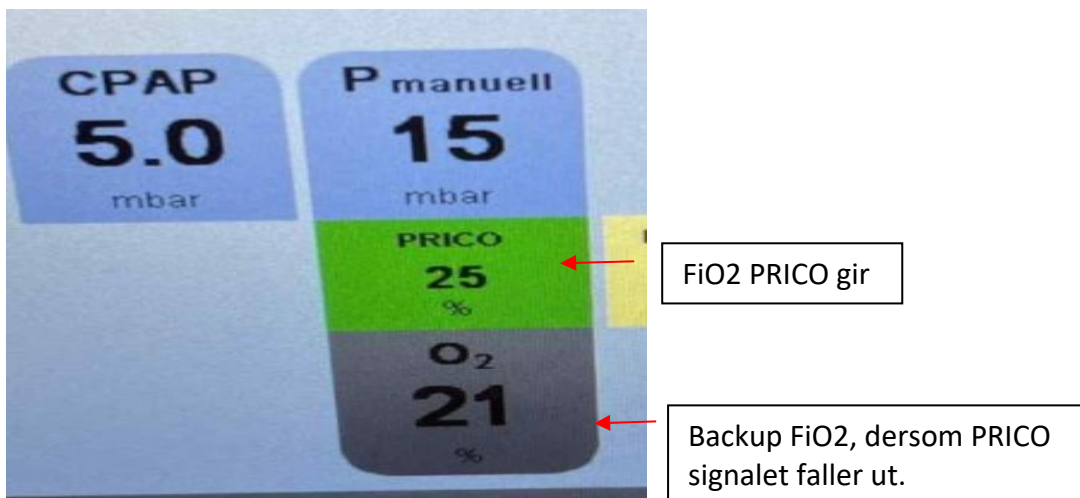 CPAP
5.0
mbar
P manuell
15
mbar
PRICO
25
%
O₂
21
%
FiO2 PRICO gir
Backup FiO2, dersom PRICO
signalet faller ut.